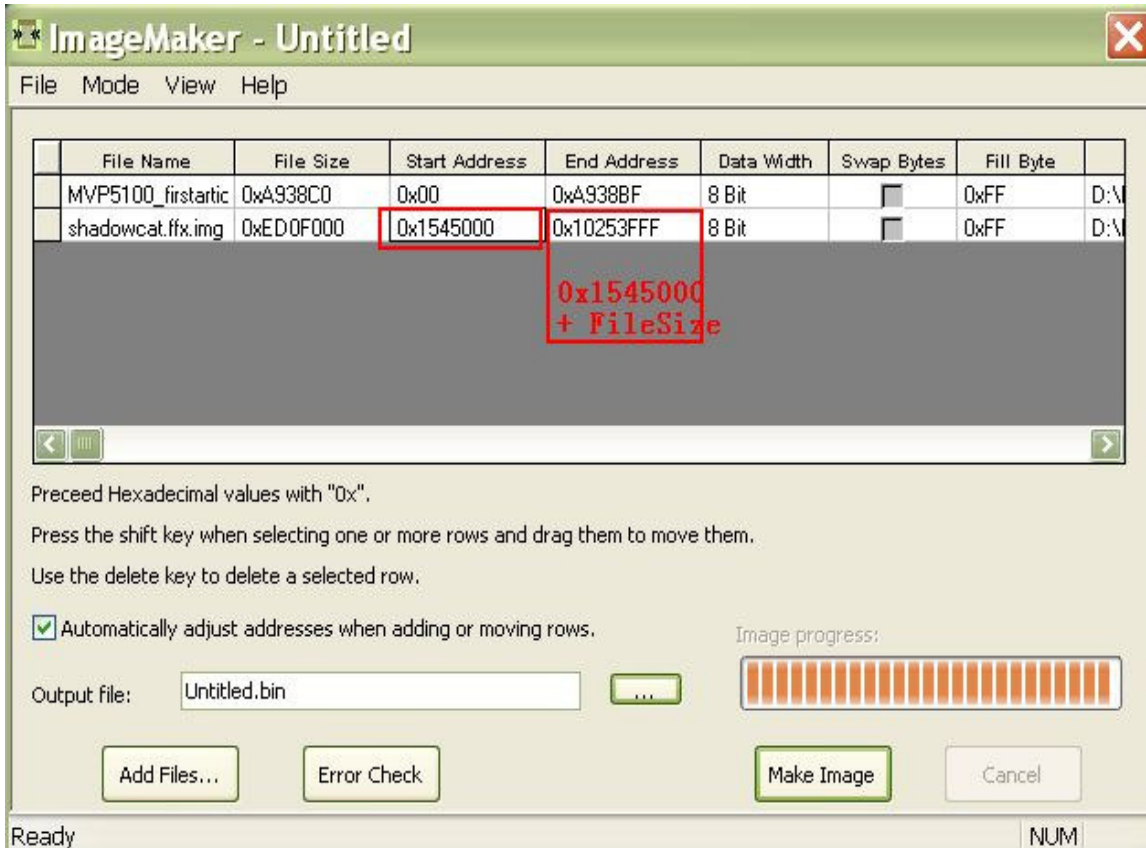 ImageMaker - Untitled
File Mode View Help
File Name File Size Start Address End Address Data Width Swap Bytes Fill Byte
MVP5100_firstartic 0xA938C0 0x00 0xA938BF 8 Bit 0xFF D:\
shadowcat.ffx.img 0xED0F000 0x1545000 0x10253FFF 8 Bit 0xFF D:\
0x1545000
+ FileSize
Preceed Hexadecimal values with "0x".
Press the shift key when selecting one or more rows and drag them to move them.
Use the delete key to delete a selected row.
Automatically adjust addresses when adding or moving rows.
Image progress:
Output file: Untitled.bin ...
Add Files... Error Check Make Image Cancel
Ready NUM